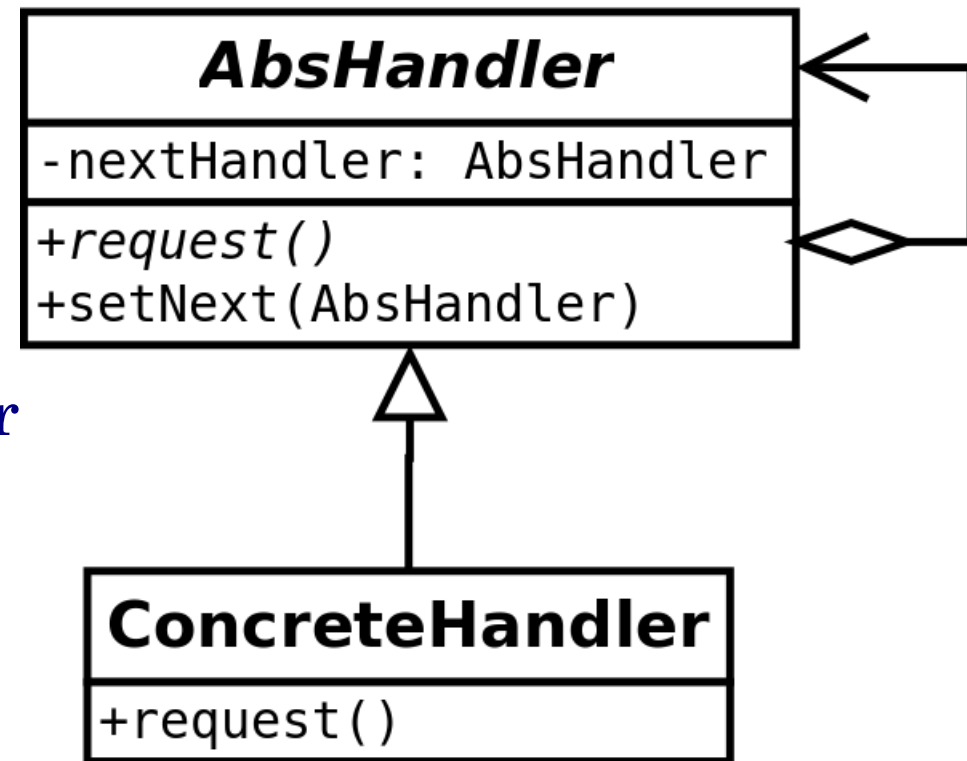 AbsHandler
-nextHandler: AbsHandler
+request()
+setNext(AbsHandler)
r
ConcreteHandler
+request()